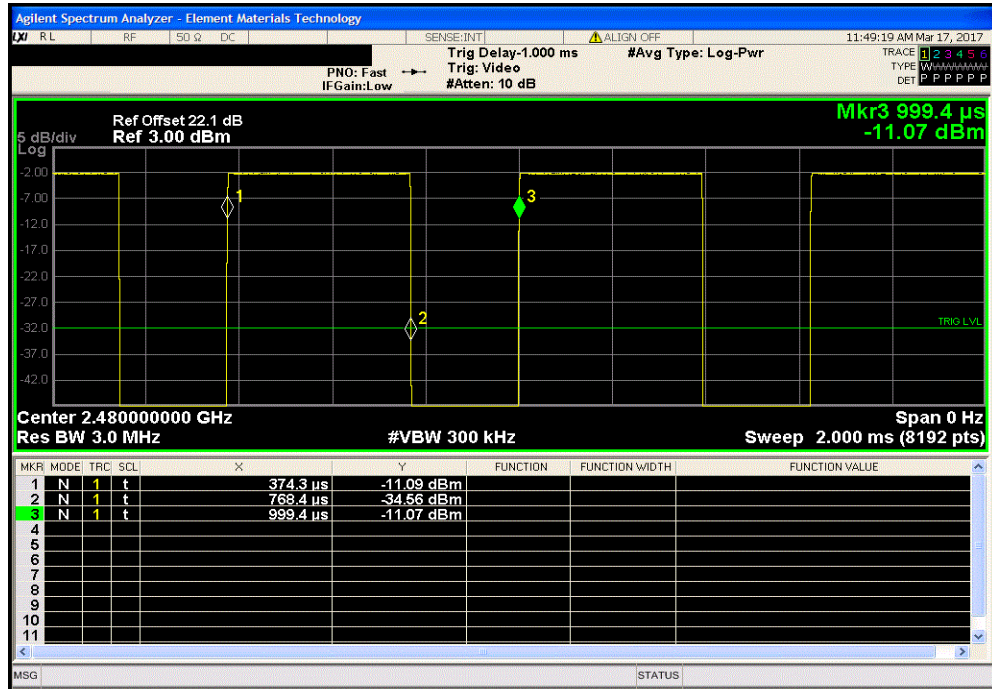 Agilent Spectrum Analyzer - Element Materials Technology
LXI RL RF 50 Ω DC SENSE:INT ALIGN OFF 11:49:19 AM Mar 17, 2017
Trig Delay-1.000 ms #Avg Type: Log-Pwr TRACE 1 2 3 4 5 6
PNO: Fast Trig: Video TYPE WWWWWW
IFGain:Low #Atten: 10 dB DET P P P P P P
Mkr3 999.4 µs
-11.07 dBm
Ref Offset 22.1 dB
5 dB/div Ref 3.00 dBm
Log
-2.00
-7.00
-12.0
-17.0
-22.0
-27.0
-32.0
-37.0
-42.0
1
2
3
TRIG LVL
Center 2.480000000 GHz Span 0 Hz
Res BW 3.0 MHz #VBW 300 kHz Sweep 2.000 ms (8192 pts)
MKR MODE TRC SCL X Y FUNCTION FUNCTION WIDTH FUNCTION VALUE
1 N 1 t 374.3 µs -11.09 dBm
2 N 1 t 768.4 µs -34.56 dBm
3 N 1 t 999.4 µs -11.07 dBm
4
5
6
7
8
9
10
11
MSG STATUS